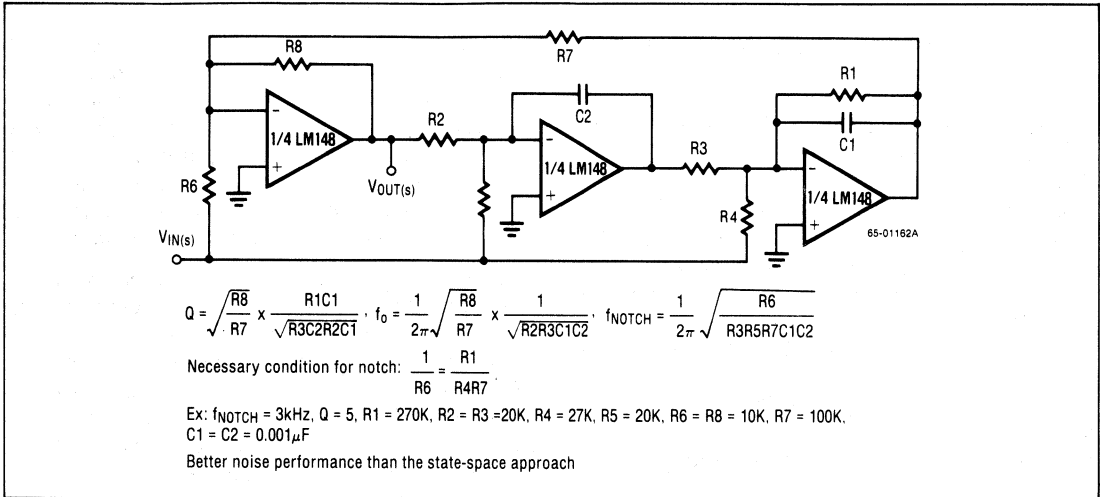 R8
R7
R1
C2
C1
R2
R3
1/4 LM148
1/4 LM148
1/4 LM148
R6
R4
VOUT(s)
VIN(s)
65-01162A
Q = √(R8/R7) x R1C1/√(R3C2R2C1), fo = 1/2π √(R8/R7) x 1/√(R2R3C1C2), fNOTCH = 1/2π √(R6/R3R5R7C1C2)
Necessary condition for notch: 1/R6 = R1/R4R7
Ex: fNOTCH = 3kHz, Q = 5, R1 = 270K, R2 = R3 =20K, R4 = 27K, R5 = 20K, R6 = R8 = 10K, R7 = 100K,
C1 = C2 = 0.001μF
Better noise performance than the state-space approach